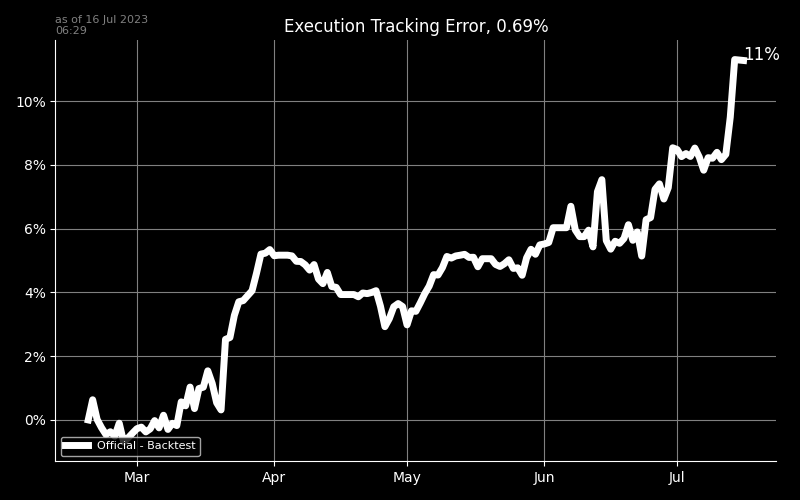 as of 16 Jul 2023
06:29
Execution Tracking Error, 0.69%
11%
10%
8%
6%
4%
2%
0%
Official - Backtest
Mar
Apr
May
Jun
Jul